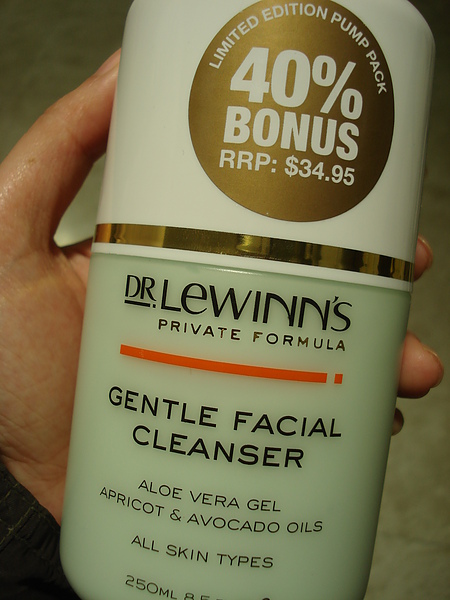 LIMITED EDITION PUMP PACK
40%
BONUS
RRP: $34.95
DR. LEWINN'S
PRIVATE FORMULA
GENTLE FACIAL
CLEANSER
ALOE VERA GEL
APRICOT & AVOCADO OILS
ALL SKIN TYPES
250ML